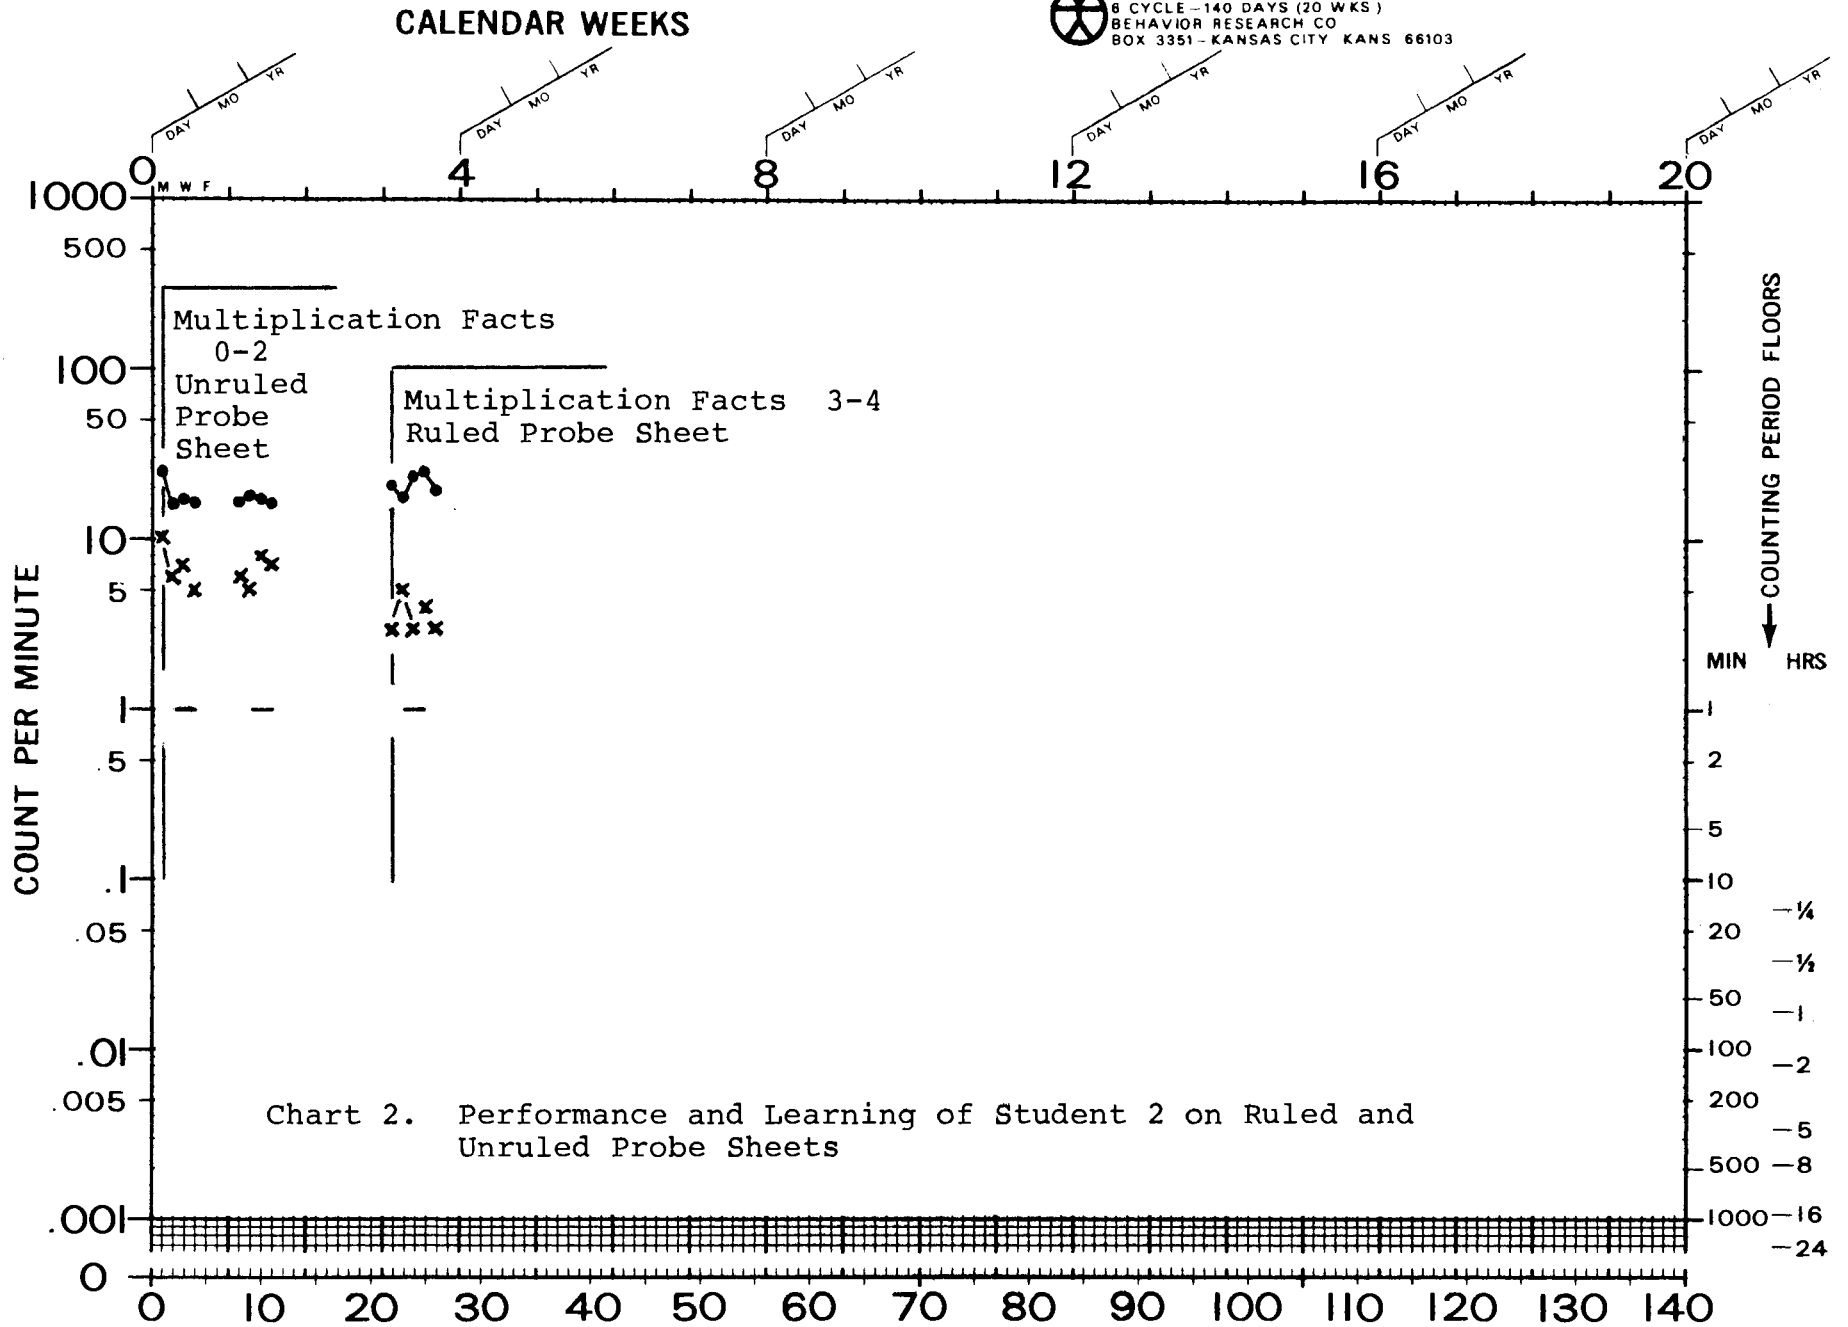 CALENDAR WEEKS
6 CYCLE-140 DAYS (20 WKS)
BEHAVIOR RESEARCH CO
BOX 3351-KANSAS CITY KANS 66103
DAY MO YR
DAY MO YR
DAY MO YR
DAY MO YR
DAY MO YR
DAY MO YR
0 4 8 12 16 20
M W F
1000
500
100
50
10
5
1
.5
.1
.05
.01
.005
.001
0
COUNT PER MINUTE
Multiplication Facts
0-2
Unruled
Probe
Sheet
Multiplication Facts 3-4
Ruled Probe Sheet
COUNTING PERIOD FLOORS
MIN HRS
1
2
5
10
1/4
20
1/2
50
1
100
2
200
5
500 8
1000 16
24
Chart 2. Performance and Learning of Student 2 on Ruled and
Unruled Probe Sheets
0 10 20 30 40 50 60 70 80 90 100 110 120 130 140